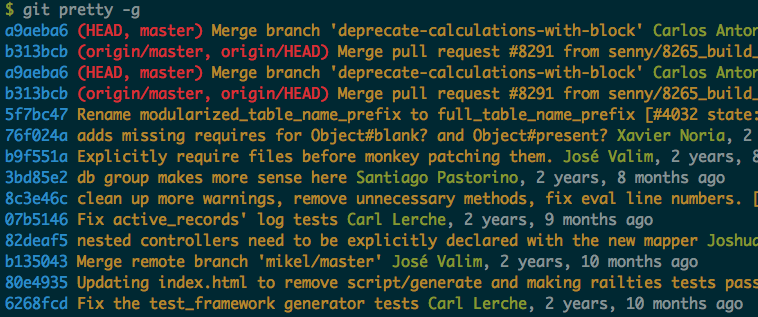 $ git pretty -g
a9aeba6 (HEAD, master) Merge branch 'deprecate-calculations-with-block' Carlos Anton
b313bcb (origin/master, origin/HEAD) Merge pull request #8291 from senny/8265_build_
a9aeba6 (HEAD, master) Merge branch 'deprecate-calculations-with-block' Carlos Anton
b313bcb (origin/master, origin/HEAD) Merge pull request #8291 from senny/8265_build_
5f7bc47 Rename modularized_table_name_prefix to full_table_name_prefix [#4032 state:
76f024a adds missing requires for Object#blank? and Object#present? Xavier Noria, 2
b9f551a Explicitly require files before monkey patching them. José Valim, 2 years, 8
3bd85e2 db group makes more sense here Santiago Pastorino, 2 years, 8 months ago
8c3e46c clean up more warnings, remove unnecessary methods, fix eval line numbers. [
07b5146 Fix active_records' log tests Carl Lerche, 2 years, 9 months ago
82deaf5 nested controllers need to be explicitly declared with the new mapper Joshua
b135043 Merge remote branch 'mikel/master' José Valim, 2 years, 10 months ago
80e4935 Updating index.html to remove script/generate and making railties tests pass
6268fcd Fix the test_framework generator tests Carl Lerche, 2 years, 10 months ago